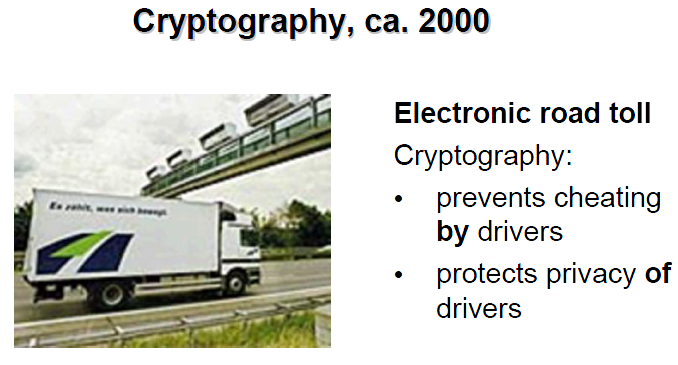 Cryptography, ca. 2000
Es zählt, was sich bewegt.
Electronic road toll
Cryptography:
• prevents cheating
by drivers
• protects privacy of
drivers